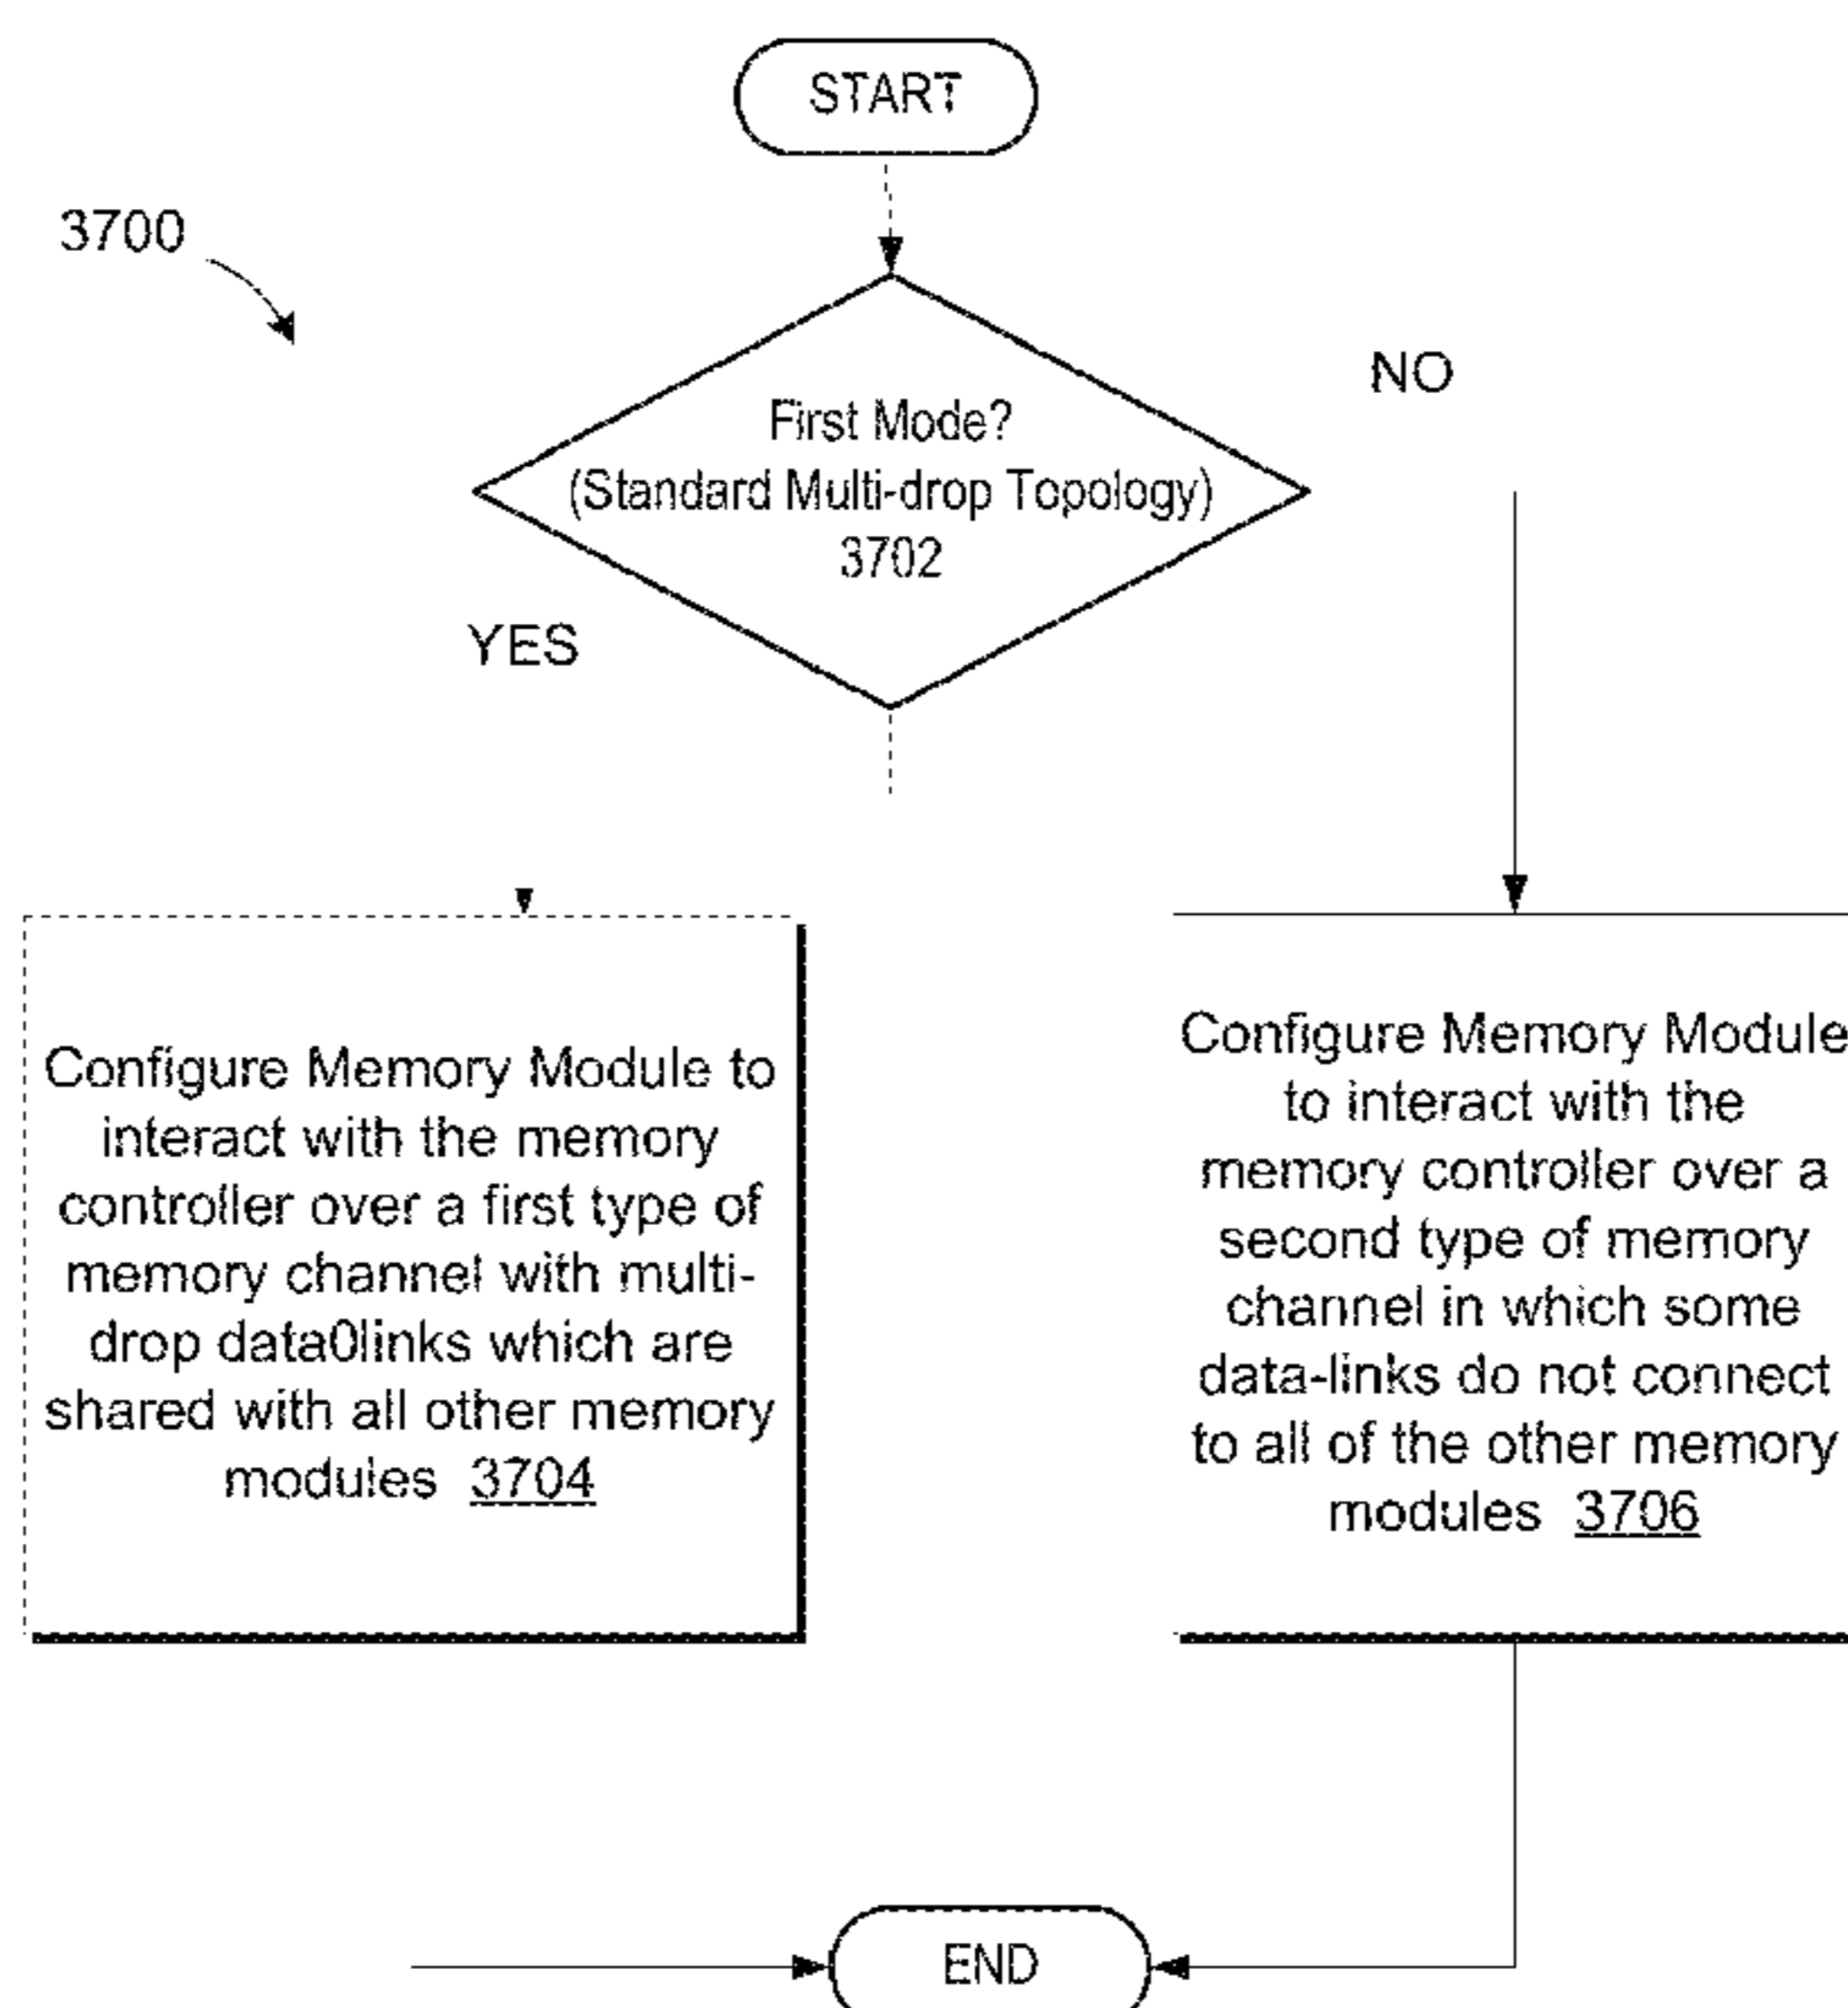 START
3700
NO
First Mode?
(Standard Multi-drop Topology)
3702
YES
Configure Memory Module to
interact with the memory
controller over a first type of
memory channel with multi-
drop data0links which are
shared with all other memory
modules 3704
Configure Memory Module
to interact with the
memory controller over a
second type of memory
channel in which some
data-links do not connect
to all of the other memory
modules 3706
END